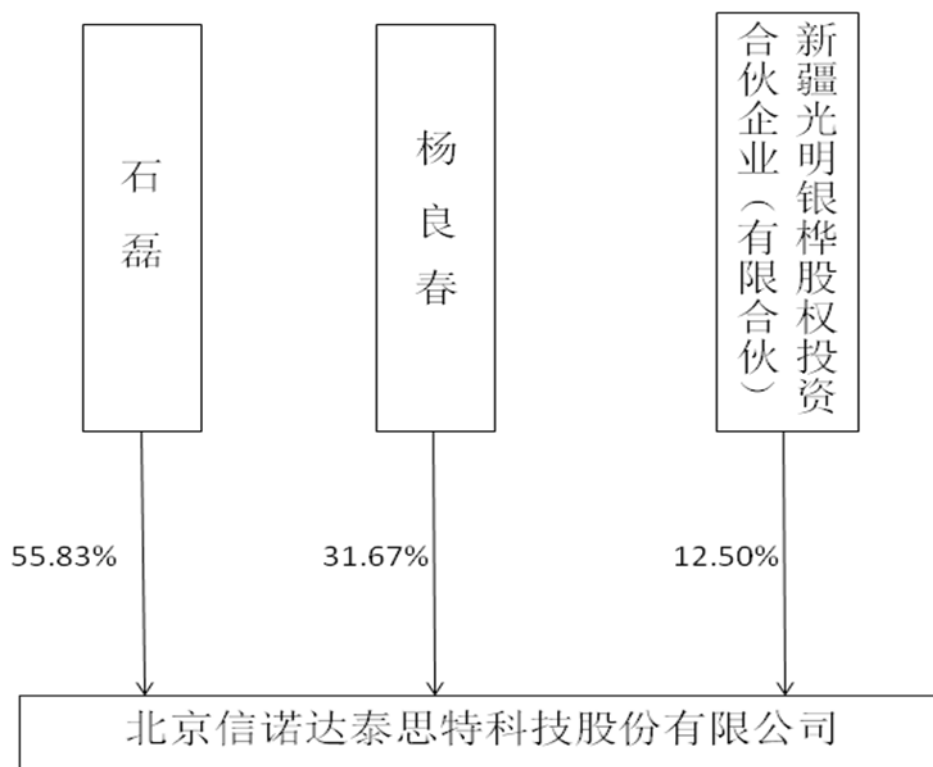 石磊
杨良春
新疆光明银桦股权投资
合伙企业（有限合伙）
55.83%
31.67%
12.50%
北京信诺达泰思特科技股份有限公司